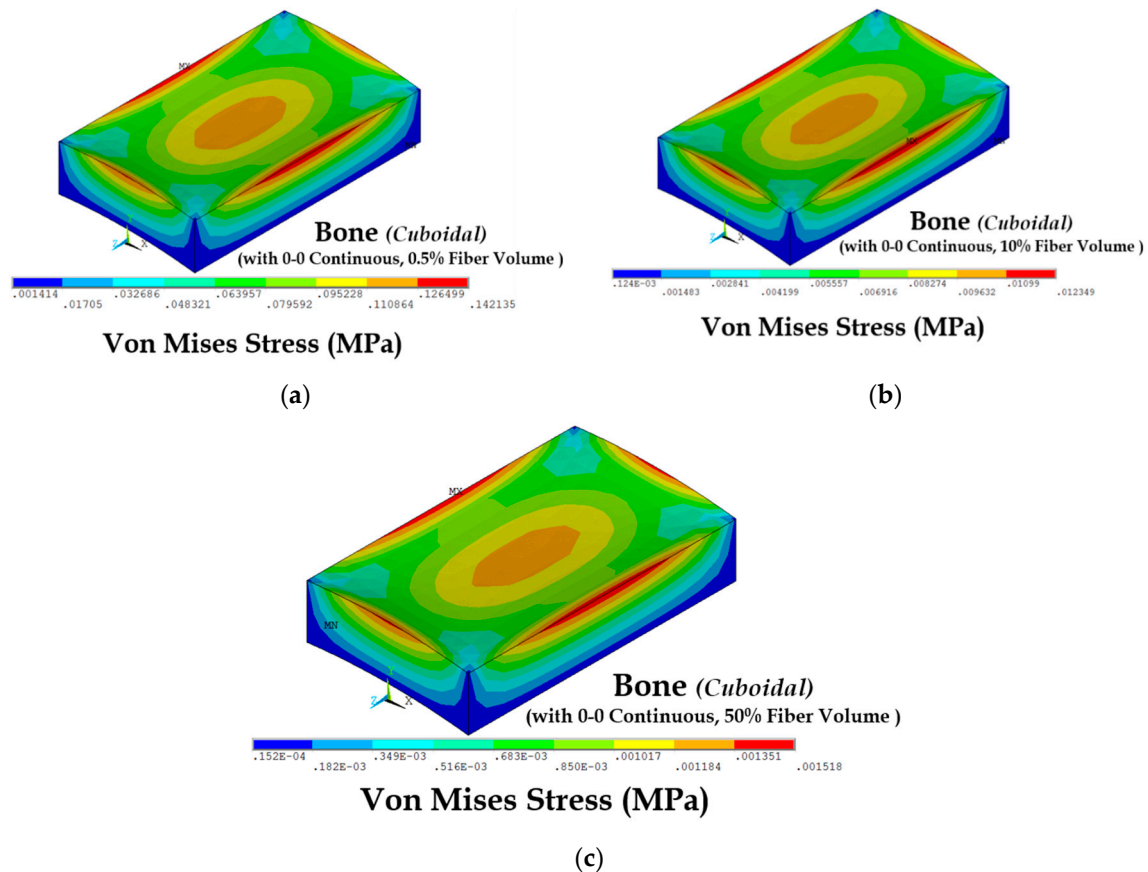 MX
MN
Y
Z X
Bone (Cuboidal)
(with 0-0 Continuous, 0.5% Fiber Volume )
.001414 .032686 .063957 .095228 .126499
.01705 .048321 .079592 .110864 .142135
Von Mises Stress (MPa)
(a)
MX
Z X
Bone (Cuboidal)
(with 0-0 Continuous, 10% Fiber Volume )
.124E-03 .002841 .005557 .008274 .01099
.001483 .004199 .006916 .009632 .012349
Von Mises Stress (MPa)
(b)
MX
MN
Y
Z X
Bone (Cuboidal)
(with 0-0 Continuous, 50% Fiber Volume )
.152E-04 .349E-03 .683E-03 .001017 .001351
.182E-03 .516E-03 .850E-03 .001184 .001518
Von Mises Stress (MPa)
(c)